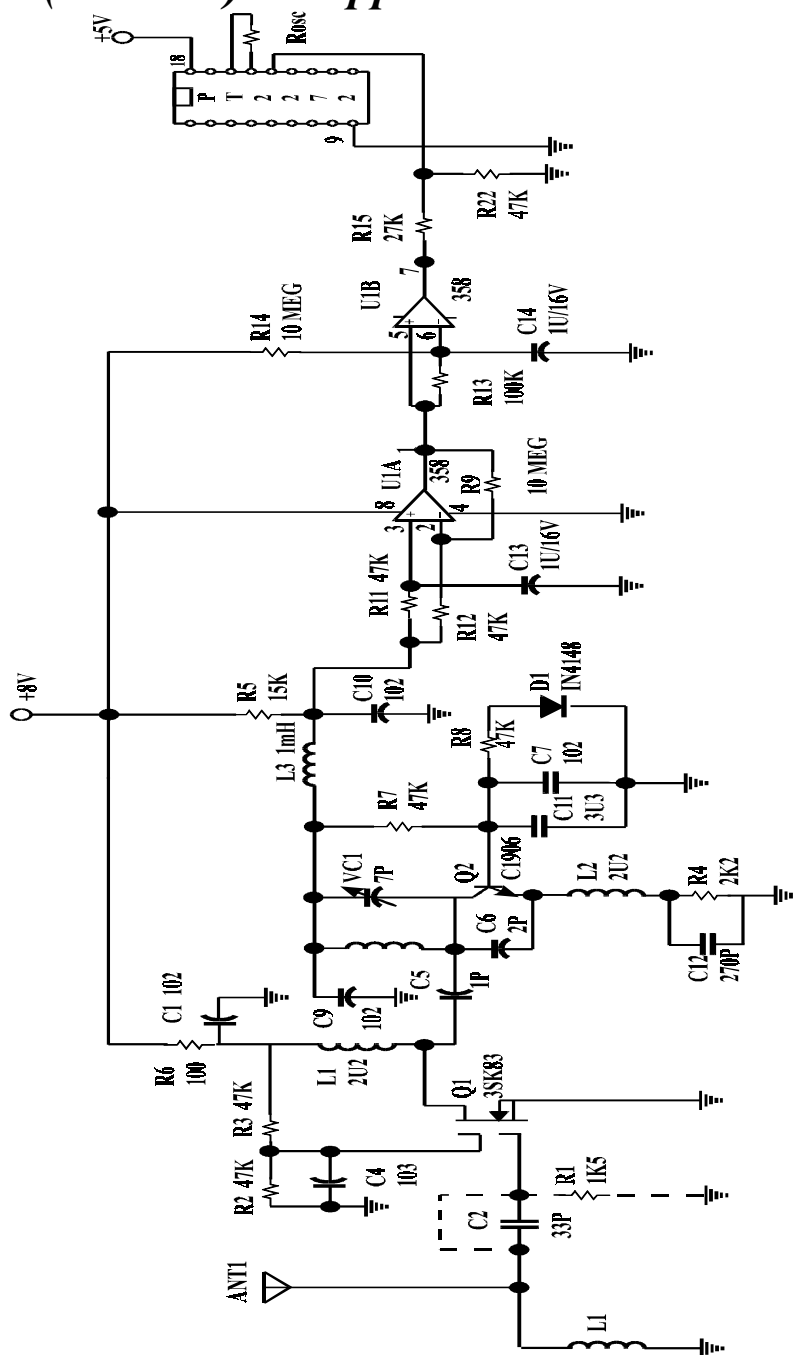 +5V
18
Rosc
P
T
2
2
7
2
9
R15
27K
R22
47K
7
U1B
358
5
6
+
-
R14
10 MEG
C14
1U/16V
R13
100K
1
U1A
358
8
4
3
2
+
-
R9
10 MEG
C13
1U/16V
R11 47K
R12
47K
+8V
R5
15K
C10
102
L3 1mH
R7
47K
R8
47K
D1
IN4148
C7
102
C11
3U3
VC1
7P
Q2
C1906
L2
2U2
R4
2K2
C12
270P
C6
2P
C5
1P
C9
102
C1 102
R6
100
L1
2U2
R3 47K
R2 47K
C4
103
Q1
3SK83
R1
1K5
C2
33P
ANT1
L1